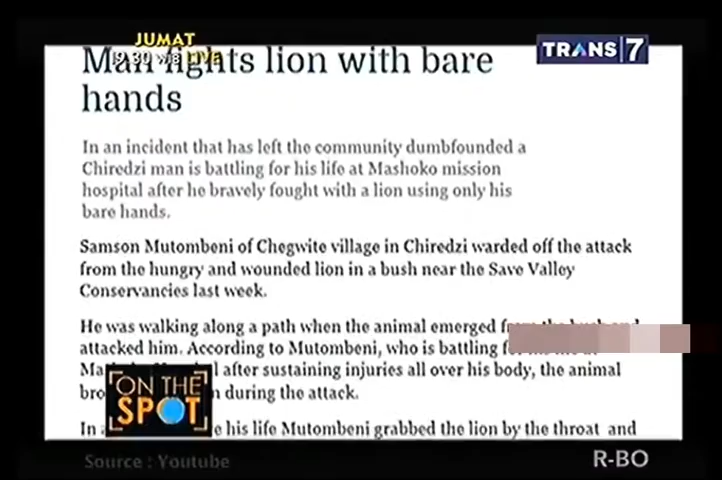 JUMAT
19.30 WIB LIVE
TRANS 7
Man fights lion with bare
hands
In an incident that has left the community dumbfounded a
Chiredzi man is battling for his life at Mashoko mission
hospital after he bravely fought with a lion using only his
bare hands.
Samson Mutombeni of Chegwite village in Chiredzi warded off the attack
from the hungry and wounded lion in a bush near the Save Valley
Conservancies last week.
He was walking along a path when the animal emerged
attacked him. According to Mutombeni, who is battling
after sustaining injuries all over his body, the animal
during the attack.
his life Mutombeni grabbed the lion by the throat and
ON THE
SPOT
Source : Youtube
R-BO